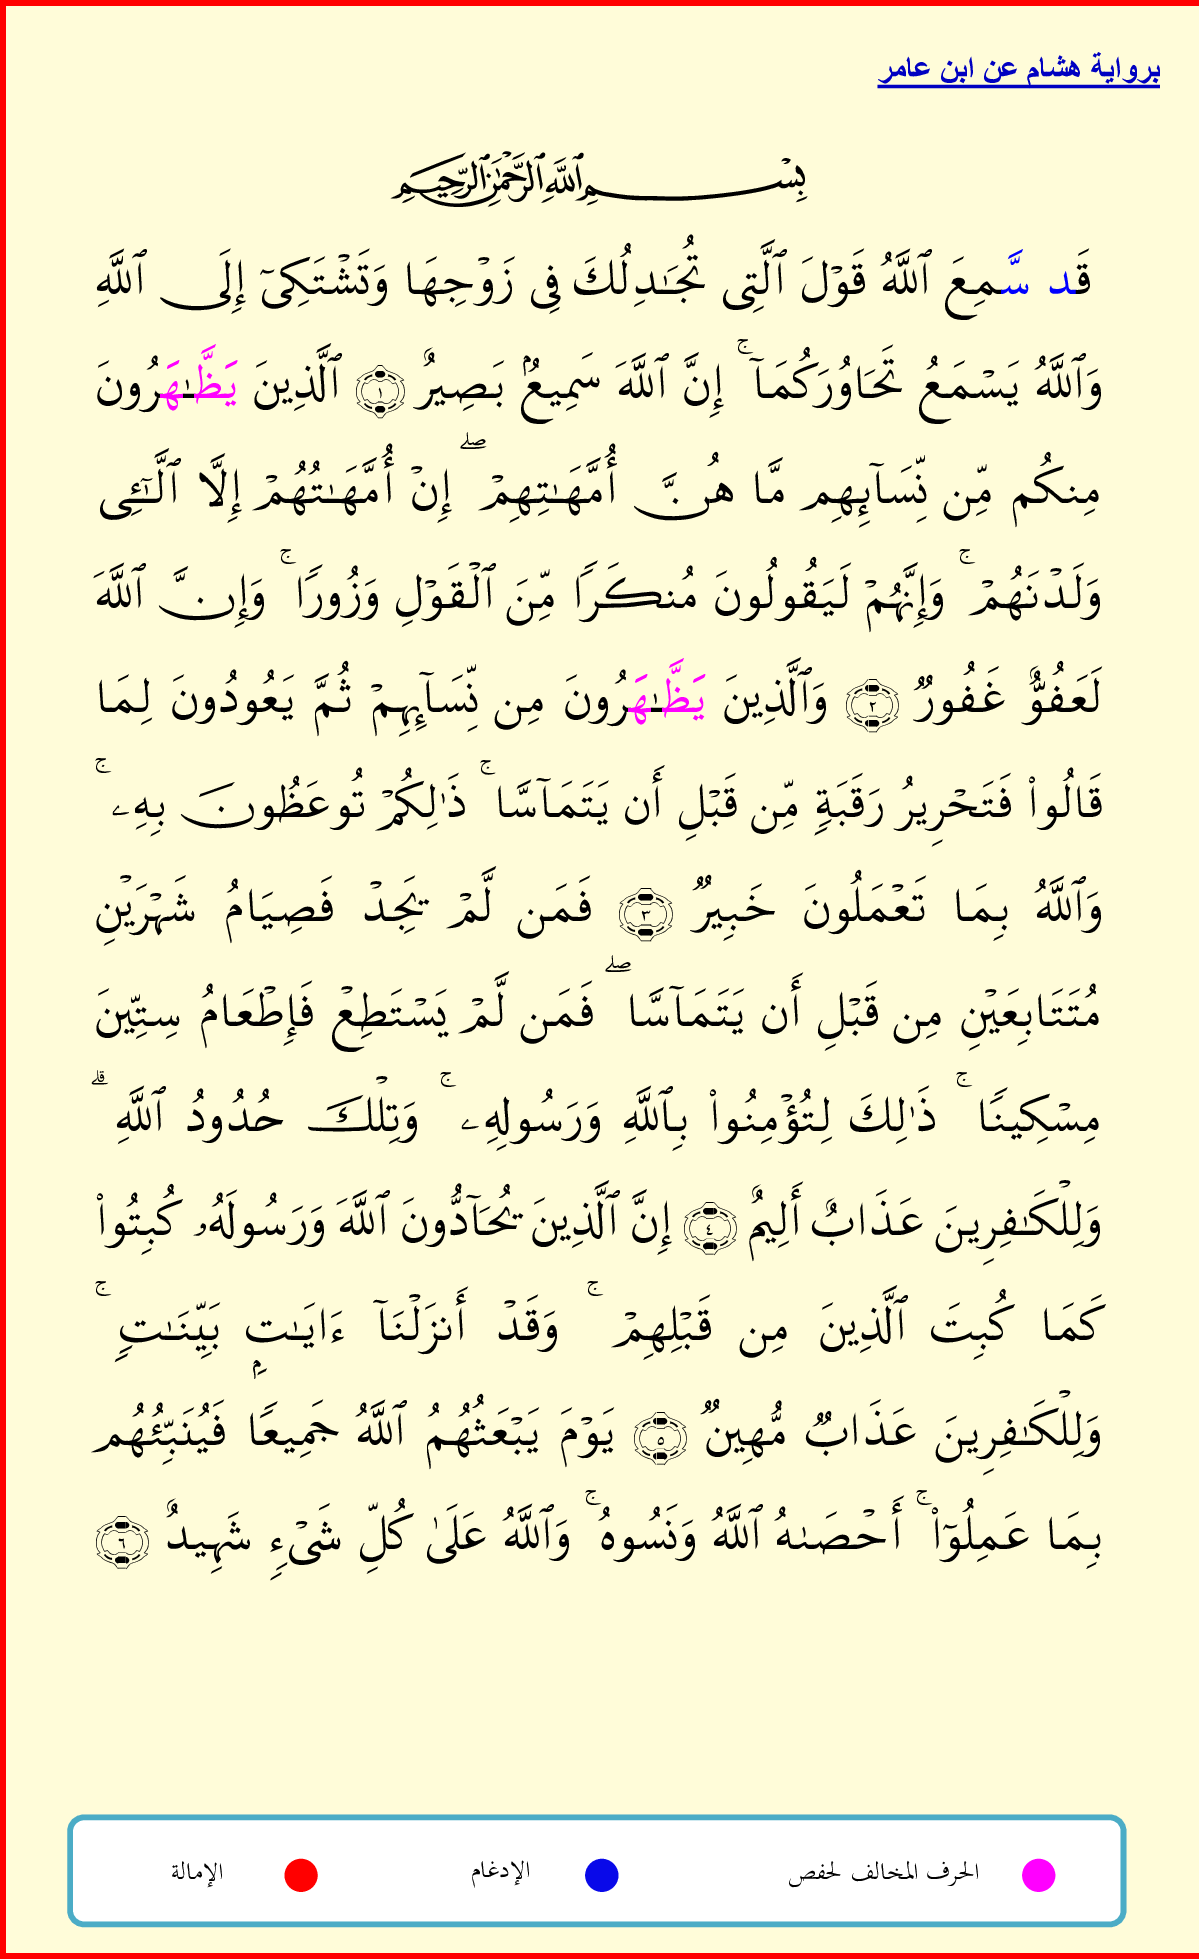 برواية هشام عن ابن عامر
بِسْمِ ٱللَّهِ ٱلرَّحْمَٰنِ ٱلرَّحِيمِ
قَد سَّمِعَ ٱللَّهُ قَوۡلَ ٱلَّتِي تُجَٰدِلُكَ فِي زَوۡجِهَا وَتَشۡتَكِيٓ إِلَى ٱللَّهِ
وَٱللَّهُ يَسۡمَعُ تَحَاوُرَكُمَآۚ إِنَّ ٱللَّهَ سَمِيعُۢ بَصِيرٌ ١ ٱلَّذِينَ يَظَّٰهَرُونَ
مِنكُم مِّن نِّسَآئِهِم مَّا هُنَّ أُمَّهَٰتِهِمۡۖ إِنۡ أُمَّهَٰتُهُمۡ إِلَّا ٱلَّٰٓـِٔي
وَلَدۡنَهُمۡۚ وَإِنَّهُمۡ لَيَقُولُونَ مُنكَرٗا مِّنَ ٱلۡقَوۡلِ وَزُورٗاۚ وَإِنَّ ٱللَّهَ
لَعَفُوٌّ غَفُورٞ ٢ وَٱلَّذِينَ يَظَّٰهَرُونَ مِن نِّسَآئِهِمۡ ثُمَّ يَعُودُونَ لِمَا
قَالُواْ فَتَحۡرِيرُ رَقَبَةٖ مِّن قَبۡلِ أَن يَتَمَآسَّاۚ ذَٰلِكُمۡ تُوعَظُونَ بِهِۦۚ
وَٱللَّهُ بِمَا تَعۡمَلُونَ خَبِيرٞ ٣ فَمَن لَّمۡ يَجِدۡ فَصِيَامُ شَهۡرَيۡنِ
مُتَتَابِعَيۡنِ مِن قَبۡلِ أَن يَتَمَآسَّاۖ فَمَن لَّمۡ يَسۡتَطِعۡ فَإِطۡعَامُ سِتِّينَ
مِسۡكِينٗاۚ ذَٰلِكَ لِتُؤۡمِنُواْ بِٱللَّهِ وَرَسُولِهِۦۚ وَتِلۡكَ حُدُودُ ٱللَّهِۗ
وَلِلۡكَٰفِرِينَ عَذَابٌ أَلِيمٌ ٤ إِنَّ ٱلَّذِينَ يُحَآدُّونَ ٱللَّهَ وَرَسُولَهُۥ كُبِتُواْ
كَمَا كُبِتَ ٱلَّذِينَ مِن قَبۡلِهِمۡۚ وَقَدۡ أَنزَلۡنَآ ءَايَٰتِۭ بَيِّنَٰتٖۚ
وَلِلۡكَٰفِرِينَ عَذَابٞ مُّهِينٞ ٥ يَوۡمَ يَبۡعَثُهُمُ ٱللَّهُ جَمِيعٗا فَيُنَبِّئُهُم
بِمَا عَمِلُوٓاْۚ أَحۡصَىٰهُ ٱللَّهُ وَنَسُوهُۚ وَٱللَّهُ عَلَىٰ كُلِّ شَيۡءٖ شَهِيدٌ ٦
الحرف المخالف لحفص الإدغام الإمالة